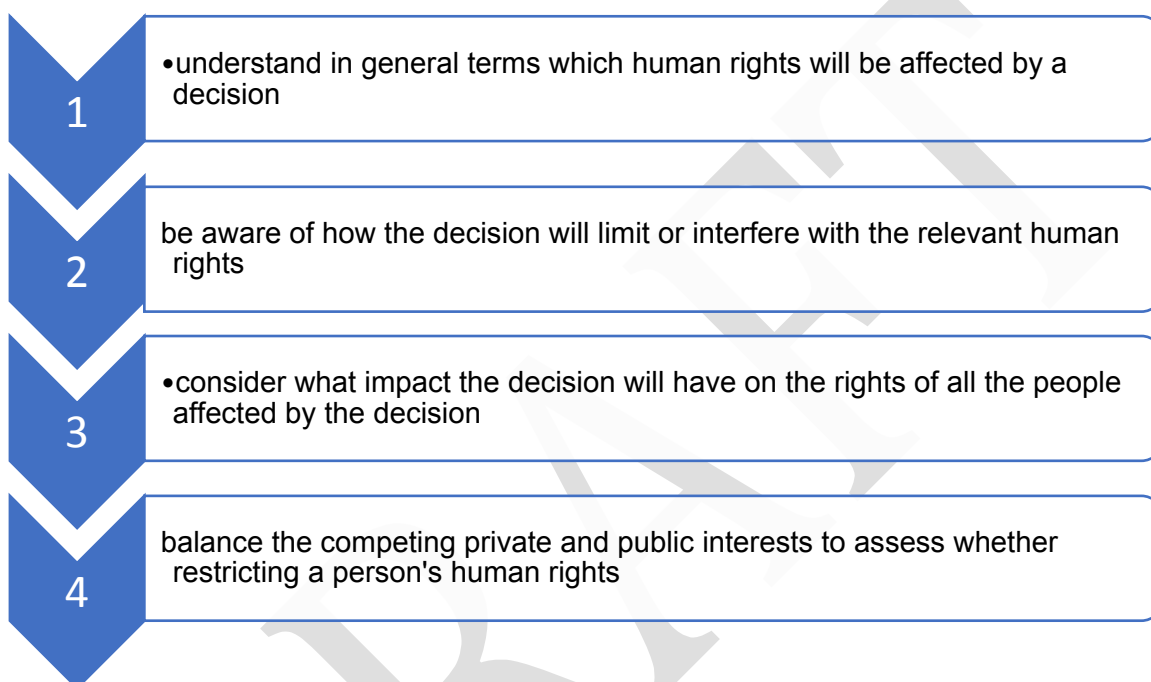 1
•understand in general terms which human rights will be affected by a
decision
2
be aware of how the decision will limit or interfere with the relevant human
rights
3
•consider what impact the decision will have on the rights of all the people
affected by the decision
4
balance the competing private and public interests to assess whether
restricting a person's human rights
RAFT